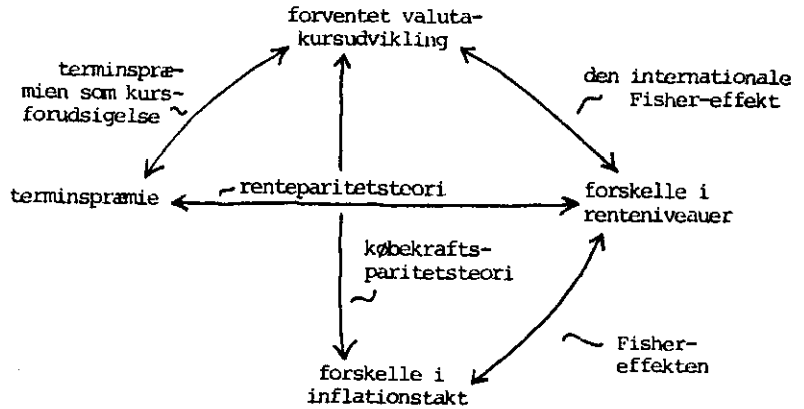 forventet valuta-
kursudvikling
terminspræ-
mien som kurs-
forudsigelse
den internationale
Fisher-effekt
terminspræmie
renteparitetsteori
forskelle i
renteniveauer
købekrafts-
paritetsteori
Fisher-
effekten
forskelle i
inflationstakt